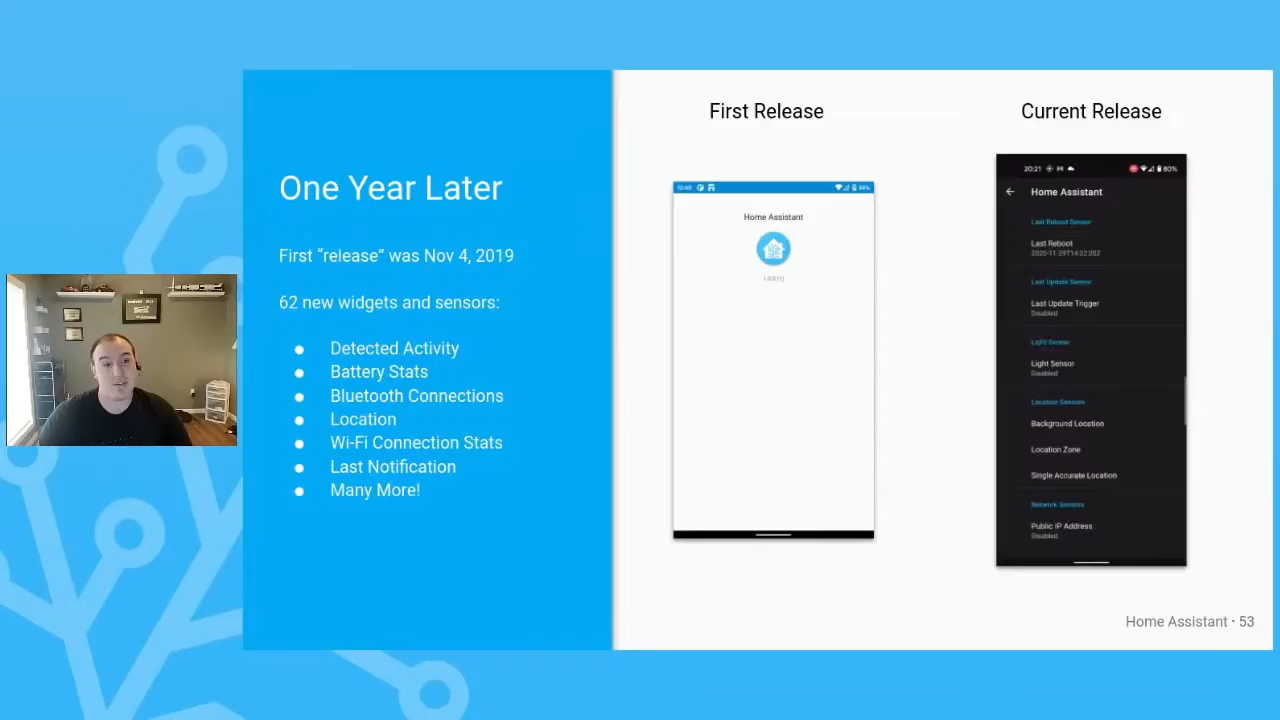 One Year Later
First “release” was Nov 4, 2019
62 new widgets and sensors:
Detected Activity
Battery Stats
Bluetooth Connections
Location
Wi-Fi Connection Stats
Last Notification
Many More!
First Release
Home Assistant
Current Release
20:21
80%
Home Assistant
Last Reboot Sensor
Last Reboot
2020-11-29T14:22:20Z
Last Update Sensor
Last Update Trigger
Disabled
Light Sensor
Light Sensor
Disabled
Location Sensors
Background Location
Location Zone
Single Accurate Location
Network Sensors
Public IP Address
Disabled
Home Assistant · 53